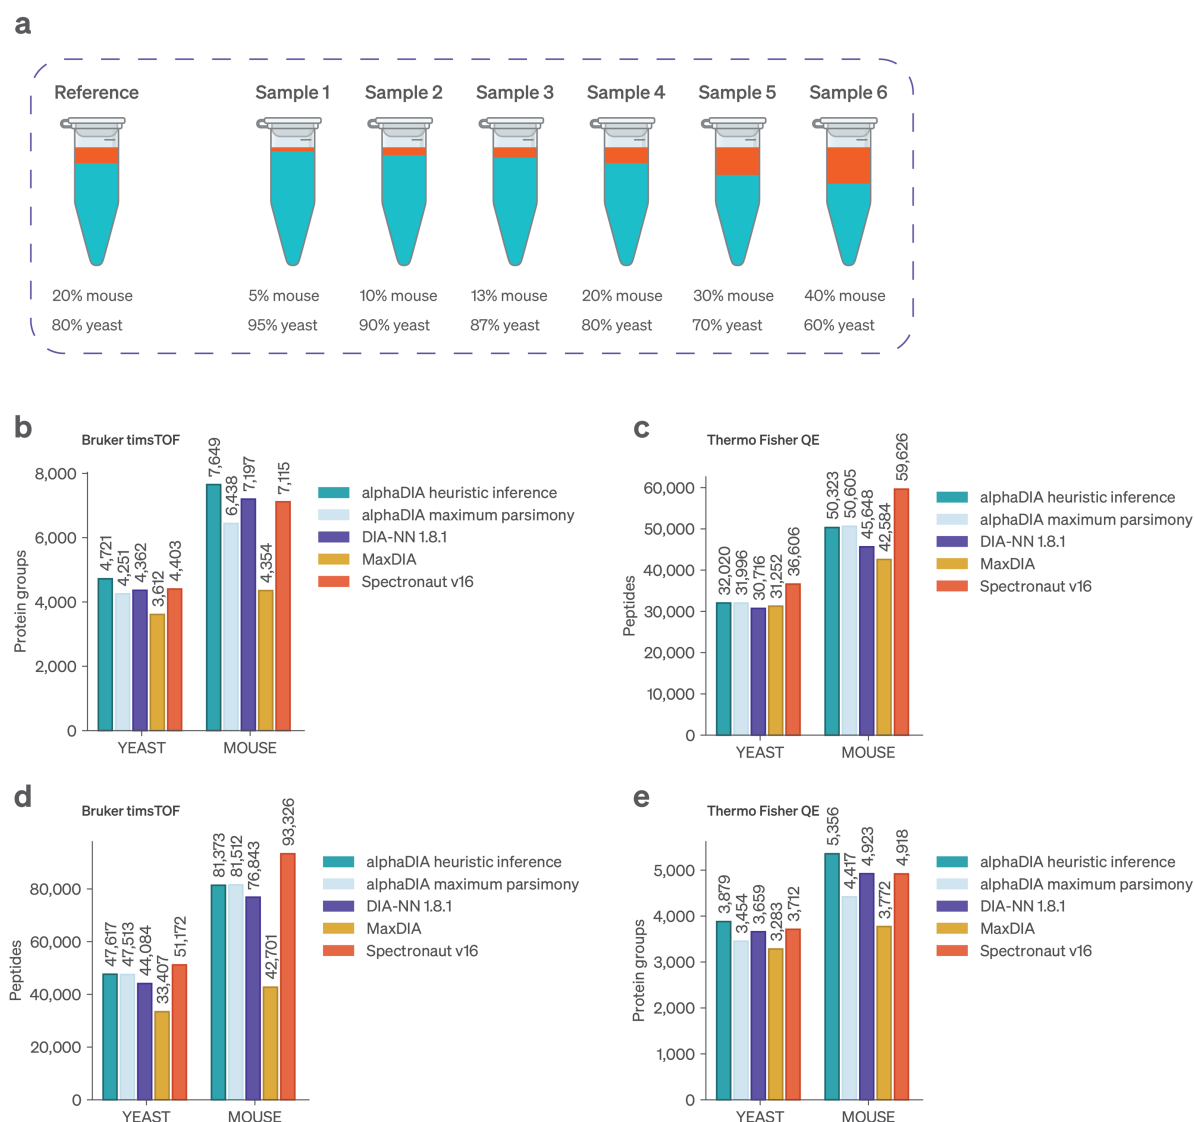 a
Reference
Sample 1
Sample 2
Sample 3
Sample 4
Sample 5
Sample 6
20% mouse
80% yeast
5% mouse
95% yeast
10% mouse
90% yeast
13% mouse
87% yeast
20% mouse
80% yeast
30% mouse
70% yeast
40% mouse
60% yeast
b
Bruker timsTOF
Protein groups
8,000
6,000
4,000
2,000
0
4,721
4,251
4,362
3,612
4,403
7,649
6,438
7,197
4,354
7,115
YEAST
MOUSE
alphaDIA heuristic inference
alphaDIA maximum parsimony
DIA-NN 1.8.1
MaxDIA
Spectronaut v16
c
Thermo Fisher QE
Peptides
60,000
50,000
40,000
30,000
20,000
10,000
0
32,020
31,996
30,716
31,252
36,606
50,323
50,605
45,648
42,584
59,626
YEAST
MOUSE
alphaDIA heuristic inference
alphaDIA maximum parsimony
DIA-NN 1.8.1
MaxDIA
Spectronaut v16
d
Bruker timsTOF
Peptides
80,000
60,000
40,000
20,000
0
47,617
47,513
44,084
33,407
51,172
81,373
81,512
76,843
42,701
93,326
YEAST
MOUSE
alphaDIA heuristic inference
alphaDIA maximum parsimony
DIA-NN 1.8.1
MaxDIA
Spectronaut v16
e
Thermo Fisher QE
Protein groups
5,000
4,000
3,000
2,000
1,000
0
3,879
3,454
3,659
3,283
3,712
5,356
4,417
4,923
3,772
4,918
YEAST
MOUSE
alphaDIA heuristic inference
alphaDIA maximum parsimony
DIA-NN 1.8.1
MaxDIA
Spectronaut v16